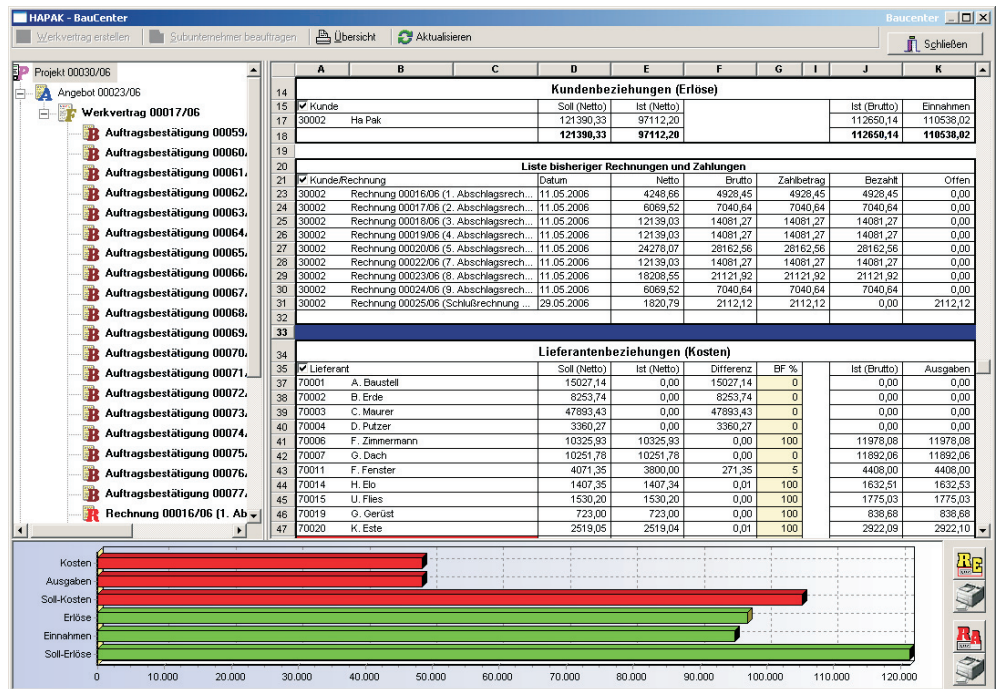 HAPAK - BauCenter Baucenter
Werkvertrag erstellen Subunternehmer beauftragen Übersicht Aktualisieren Schließen
Projekt 00030/06
Angebot 00023/06
Werkvertrag 00017/06
Auftragsbestätigung 00059
Auftragsbestätigung 00060
Auftragsbestätigung 00061
Auftragsbestätigung 00062
Auftragsbestätigung 00063
Auftragsbestätigung 00064
Auftragsbestätigung 00065
Auftragsbestätigung 00066
Auftragsbestätigung 00067
Auftragsbestätigung 00068
Auftragsbestätigung 00069
Auftragsbestätigung 00070
Auftragsbestätigung 00071
Auftragsbestätigung 00072
Auftragsbestätigung 00073
Auftragsbestätigung 00074
Auftragsbestätigung 00075
Auftragsbestätigung 00076
Auftragsbestätigung 00077
Rechnung 00016/06 (1. Ab
A B C D E F G I J K
14 Kundenbeziehungen (Erlöse)
15 Kunde Soll (Netto) Ist (Netto) Ist (Brutto) Einnahmen
17 30002 Ha Pak 121390,33 97112,20 112650,14 110538,02
18 121390,33 97112,20 112650,14 110538,02
19
20 Liste bisheriger Rechnungen und Zahlungen
21 Kunde/Rechnung Datum Netto Brutto Zahlbetrag Bezahlt Offen
23 30002 Rechnung 00016/06 (1. Abschlagsrech... 11.05.2006 4248,66 4928,45 4928,45 4928,45 0,00
24 30002 Rechnung 00017/06 (2. Abschlagsrech... 11.05.2006 6069,52 7040,64 7040,64 7040,64 0,00
25 30002 Rechnung 00018/06 (3. Abschlagsrech... 11.05.2006 12139,03 14081,27 14081,27 14081,27 0,00
26 30002 Rechnung 00019/06 (4. Abschlagsrech... 11.05.2006 12139,03 14081,27 14081,27 14081,27 0,00
27 30002 Rechnung 00020/06 (5. Abschlagsrech... 11.05.2006 24278,07 28162,56 28162,56 28162,56 0,00
28 30002 Rechnung 00022/06 (7. Abschlagsrech... 11.05.2006 12139,03 14081,27 14081,27 14081,27 0,00
29 30002 Rechnung 00023/06 (8. Abschlagsrech... 11.05.2006 18208,55 21121,92 21121,92 21121,92 0,00
30 30002 Rechnung 00024/06 (9. Abschlagsrech... 11.05.2006 6069,52 7040,64 7040,64 7040,64 0,00
31 30002 Rechnung 00025/06 (Schlußrechnung ... 29.05.2006 1820,79 2112,12 2112,12 0,00 2112,12
32
33
34 Lieferantenbeziehungen (Kosten)
35 Lieferant Soll (Netto) Ist (Netto) Differenz BF % Ist (Brutto) Ausgaben
37 70001 A. Baustell 15027,14 0,00 15027,14 0 0,00 0,00
38 70002 B. Erde 8253,74 0,00 8253,74 0 0,00 0,00
39 70003 C. Maurer 47893,43 0,00 47893,43 0 0,00 0,00
40 70004 D. Putzer 3360,27 0,00 3360,27 0 0,00 0,00
41 70006 F. Zimmermann 10325,93 10325,93 0,00 100 11978,08 11978,08
42 70007 G. Dach 10251,78 10251,78 0,00 0 11892,06 11892,06
43 70011 F. Fenster 4071,35 3800,00 271,35 5 4408,00 4408,00
44 70014 H. Elo 1407,35 1407,34 0,01 100 1632,51 1632,53
45 70015 U. Flies 1530,20 1530,20 0,00 100 1775,03 1775,03
46 70019 G. Gerüst 723,00 723,00 0,00 100 838,68 838,68
47 70020 K. Este 2519,05 2519,04 0,01 100 2922,09 2922,10
Kosten
Ausgaben
Soll-Kosten
Erlöse
Einnahmen
Soll-Erlöse
0 10.000 20.000 30.000 40.000 50.000 60.000 70.000 80.000 90.000 100.000 110.000 120.000
RE
RA